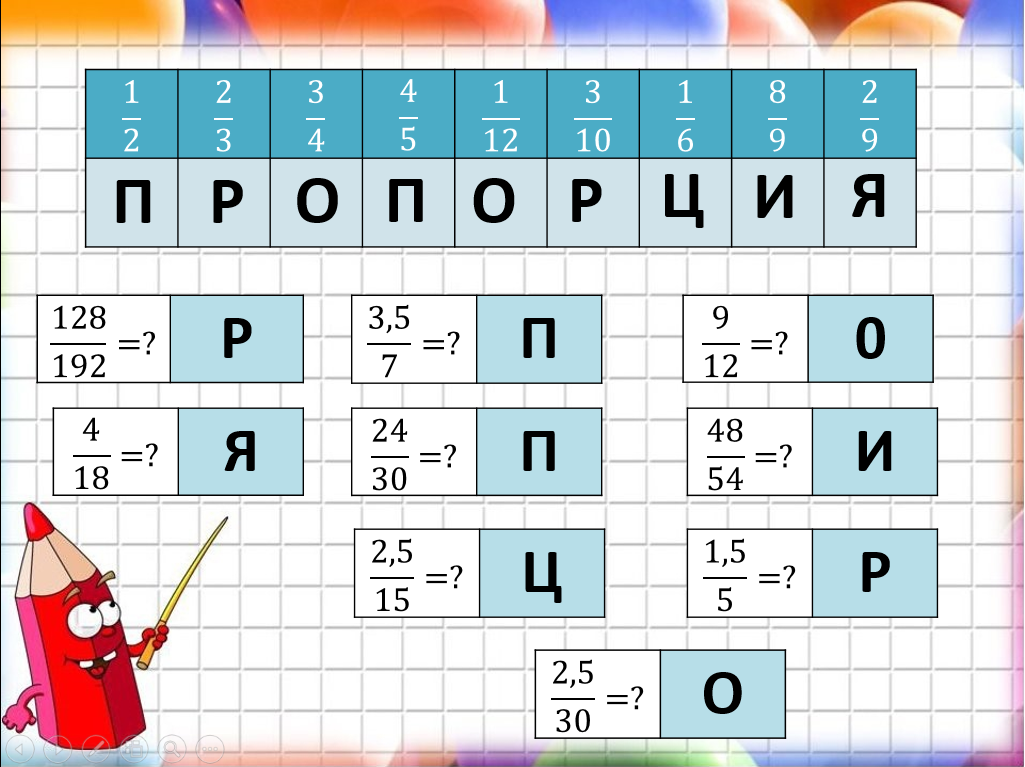 1/2 2/3 3/4 4/5 1/12 3/10 1/6 8/9 2/9
П Р О П О Р Ц И Я
128/192 =? Р 3,5/7 =? П 9/12 =? 0
4/18 =? Я 24/30 =? П 48/54 =? И
2,5/15 =? Ц 1,5/5 =? Р
2,5/30 =? О